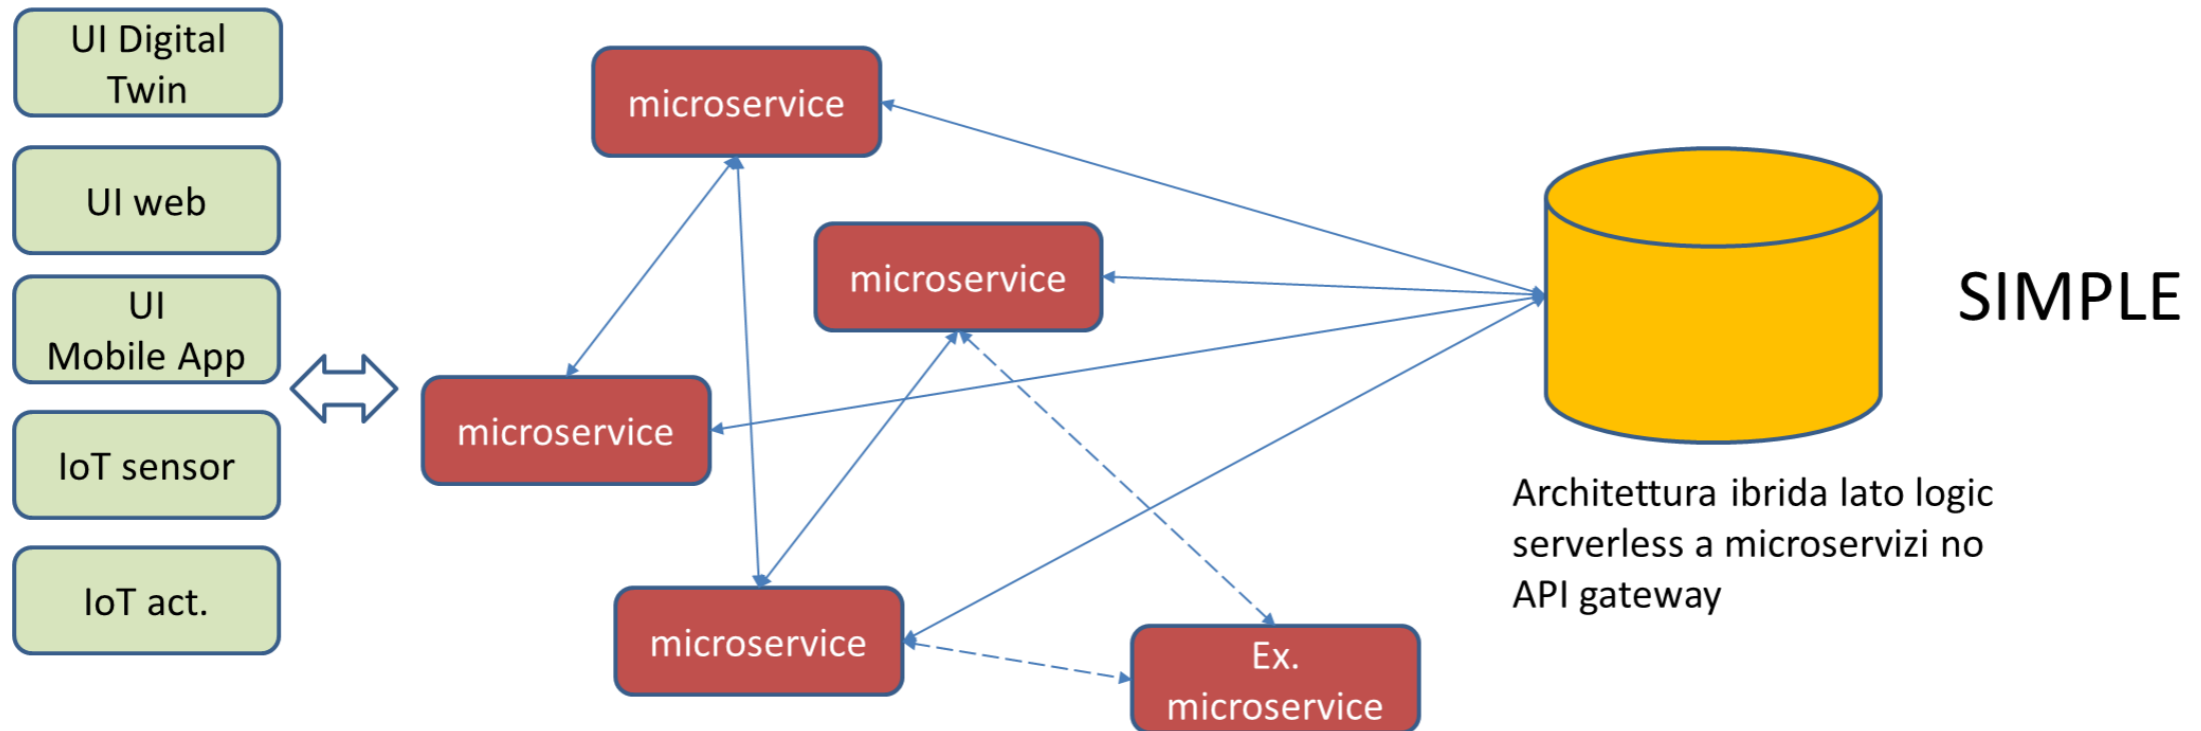 UI Digital
Twin
UI web
UI
Mobile App
IoT sensor
IoT act.
microservice
microservice
microservice
microservice
Ex.
microservice
SIMPLE
Architettura ibrida lato logic
serverless a microservizi no
API gateway